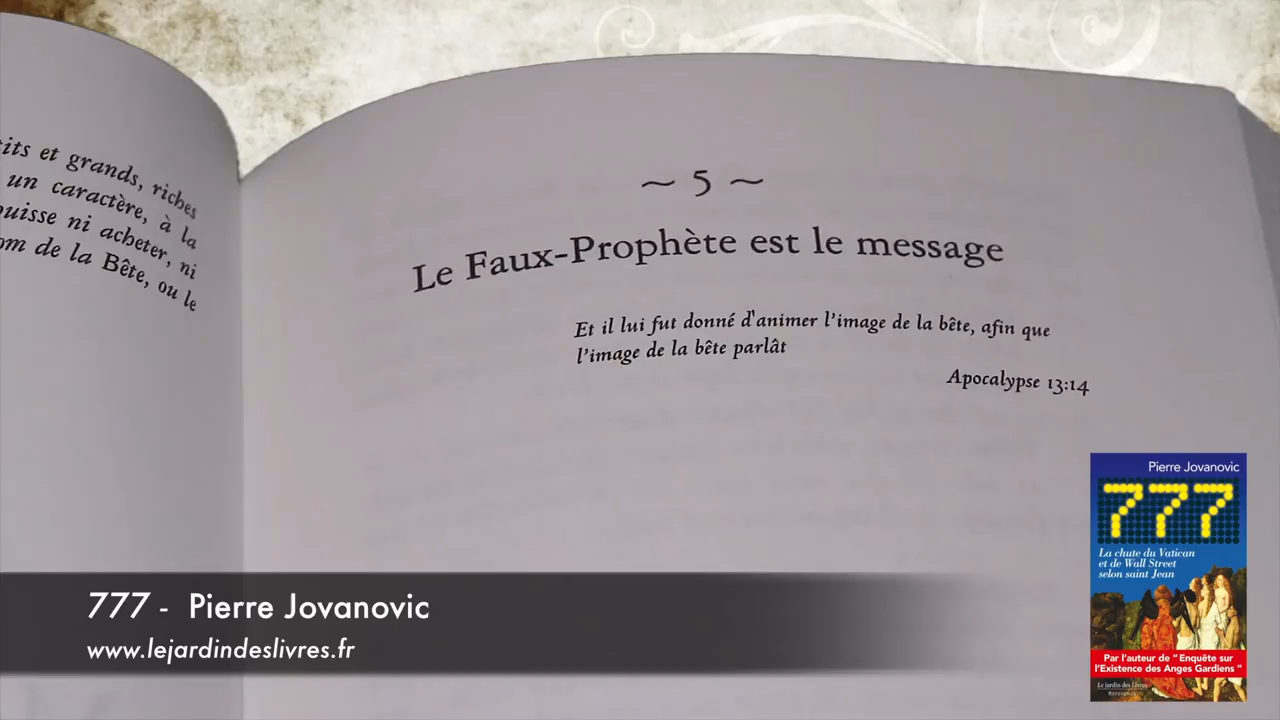 its et grands, riches
un caractère, à la
puisse ni acheter, ni
om de la Bête, ou le
~ 5 ~
Le Faux-Prophète est le message
Et il lui fut donné d'animer l'image de la bête, afin que
l'image de la bête parlât
Apocalypse 13:14
Pierre Jovanovic
777
La chute du Vatican
et de Wall Street
selon saint Jean
Par l'auteur de " Enquête sur
l'Existence des Anges Gardiens "
Le jardin des Livres
777 - Pierre Jovanovic
www.lejardindeslivres.fr